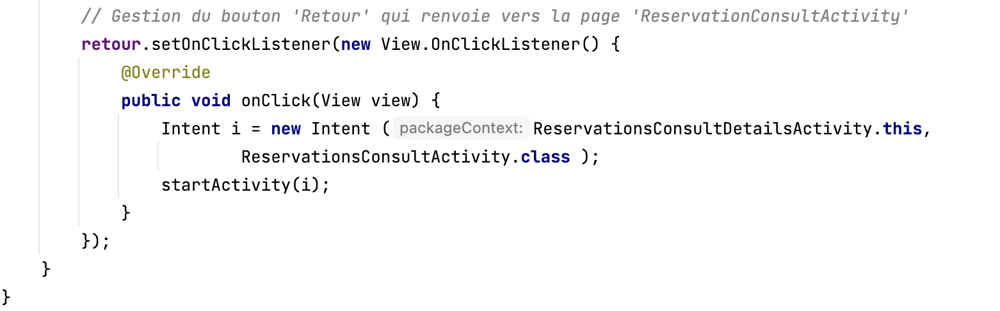 // Gestion du bouton 'Retour' qui renvoie vers la page 'ReservationConsultActivity'
retour.setOnClickListener(new View.OnClickListener() {
@Override
public void onClick(View view) {
Intent i = new Intent ( packageContext: ReservationsConsultDetailsActivity.this,
ReservationsConsultActivity.class );
startActivity(i);
}
});
}
}